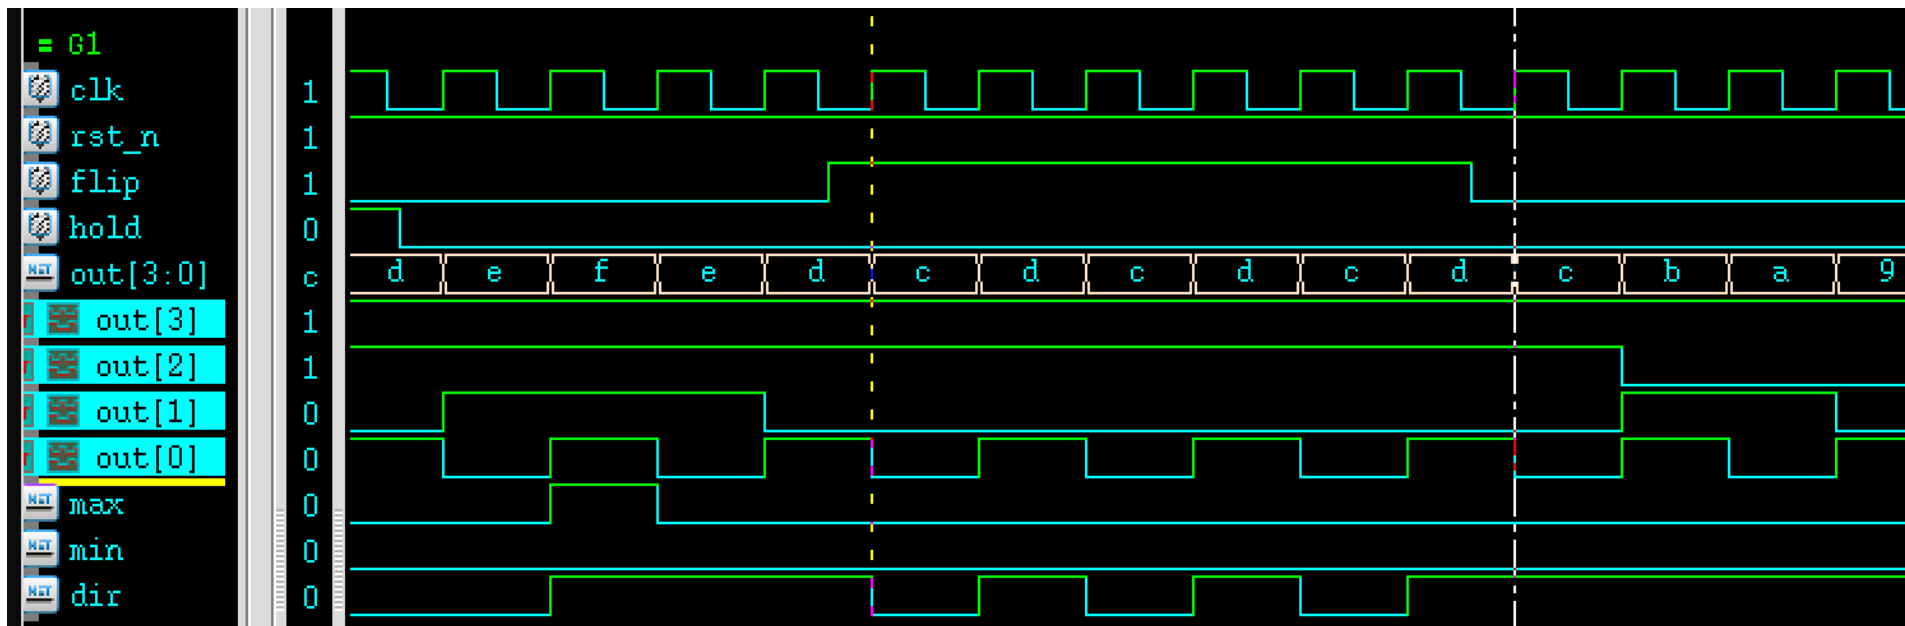 = G1
clk 1
rst_n 1
flip 1
hold 0
out[3:0] c d e f e d c d c d c d c b a 9
out[3] 1
out[2] 1
out[1] 0
out[0] 0
max 0
min 0
dir 0